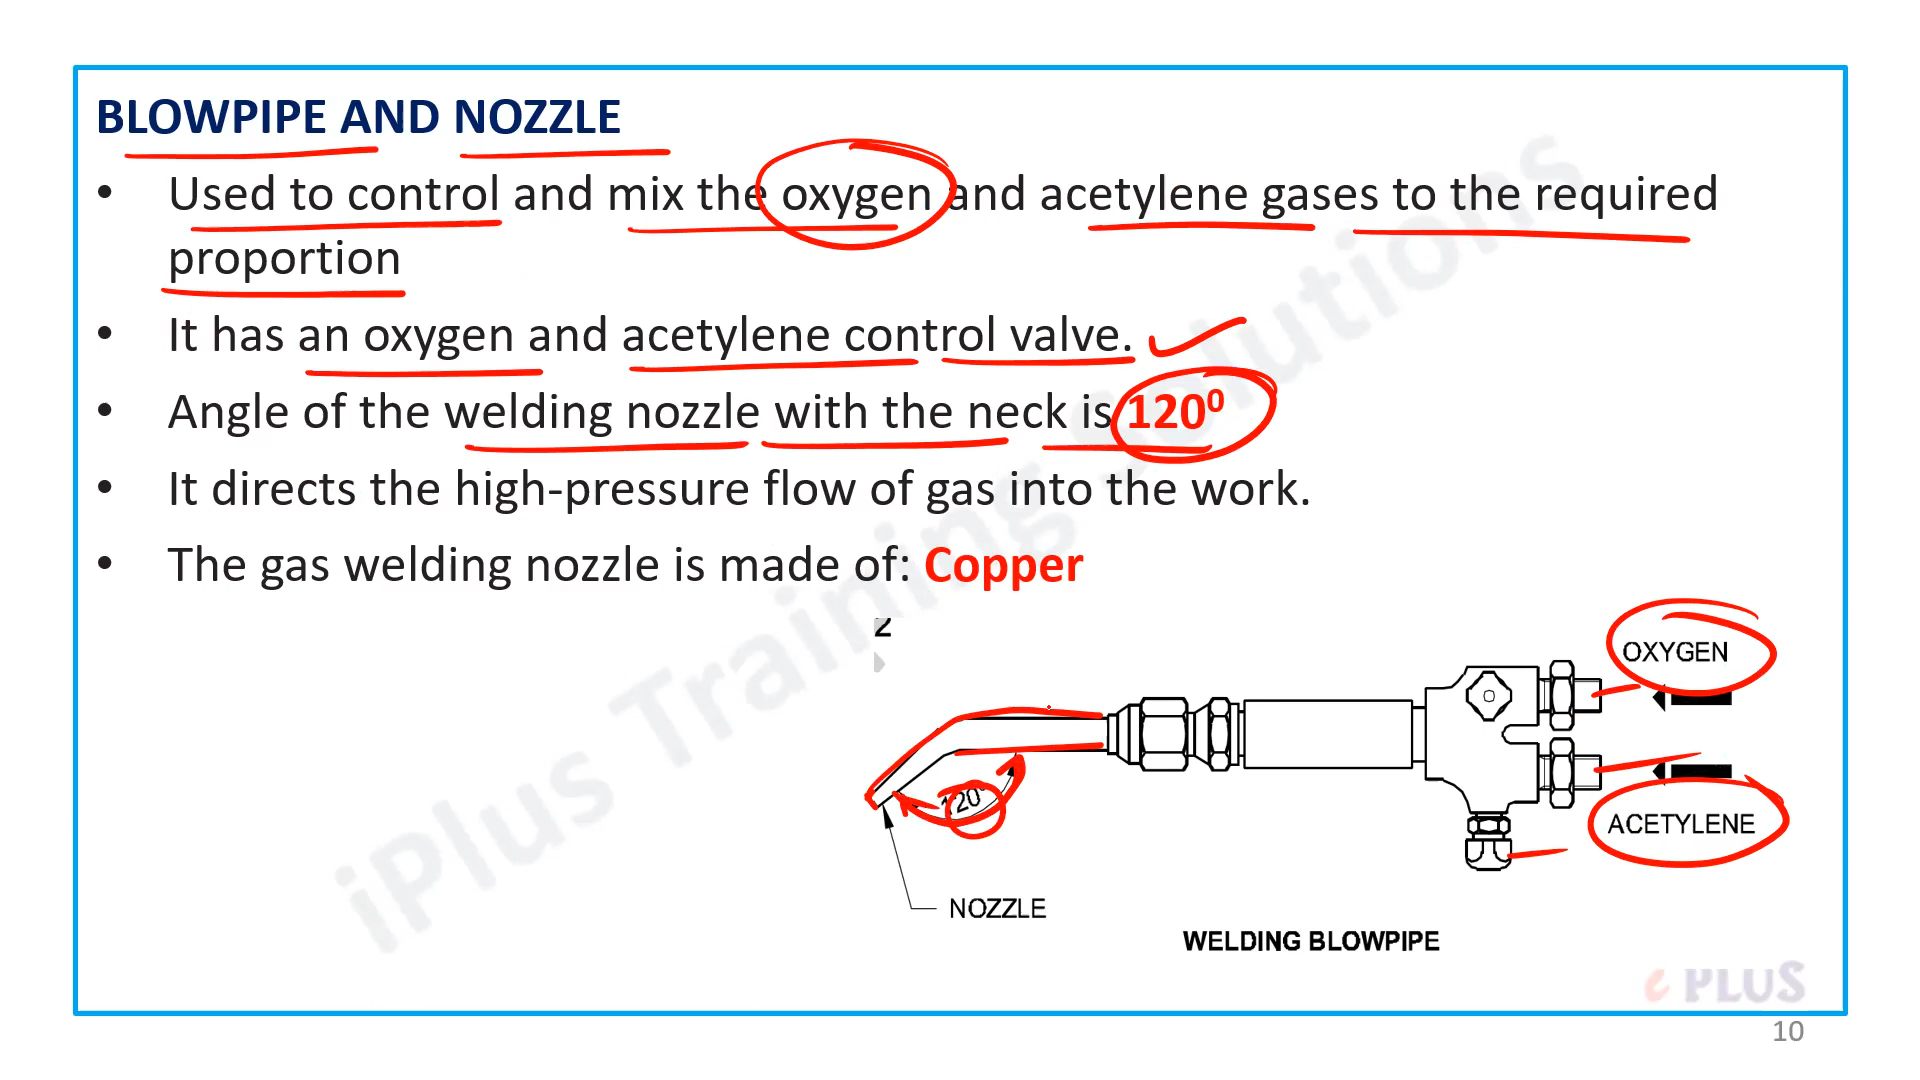 BLOWPIPE AND NOZZLE
• Used to control and mix the oxygen and acetylene gases to the required
proportion
• It has an oxygen and acetylene control valve.
• Angle of the welding nozzle with the neck is 120⁰
• It directs the high-pressure flow of gas into the work.
• The gas welding nozzle is made of: Copper
2
OXYGEN
120⁰
ACETYLENE
NOZZLE
WELDING BLOWPIPE
iPlus Training Solutions
PLUS
10